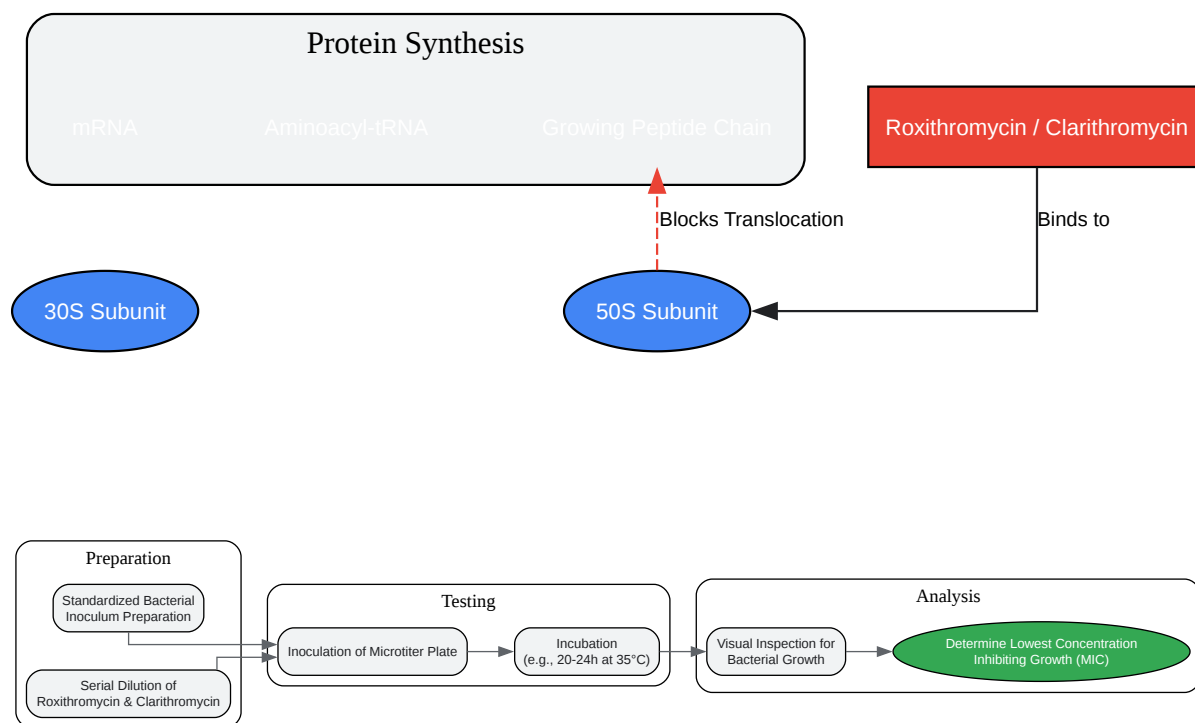 Protein Synthesis
mRNA
Aminoacyl-tRNA
Growing Peptide Chain
Roxithromycin / Clarithromycin
Blocks Translocation
Binds to
30S Subunit
50S Subunit
Preparation
Standardized Bacterial
Inoculum Preparation
Serial Dilution of
Roxithromycin & Clarithromycin
Testing
Inoculation of Microtiter Plate
Incubation
(e.g., 20-24h at 35°C)
Analysis
Visual Inspection for
Bacterial Growth
Determine Lowest Concentration
Inhibiting Growth (MIC)